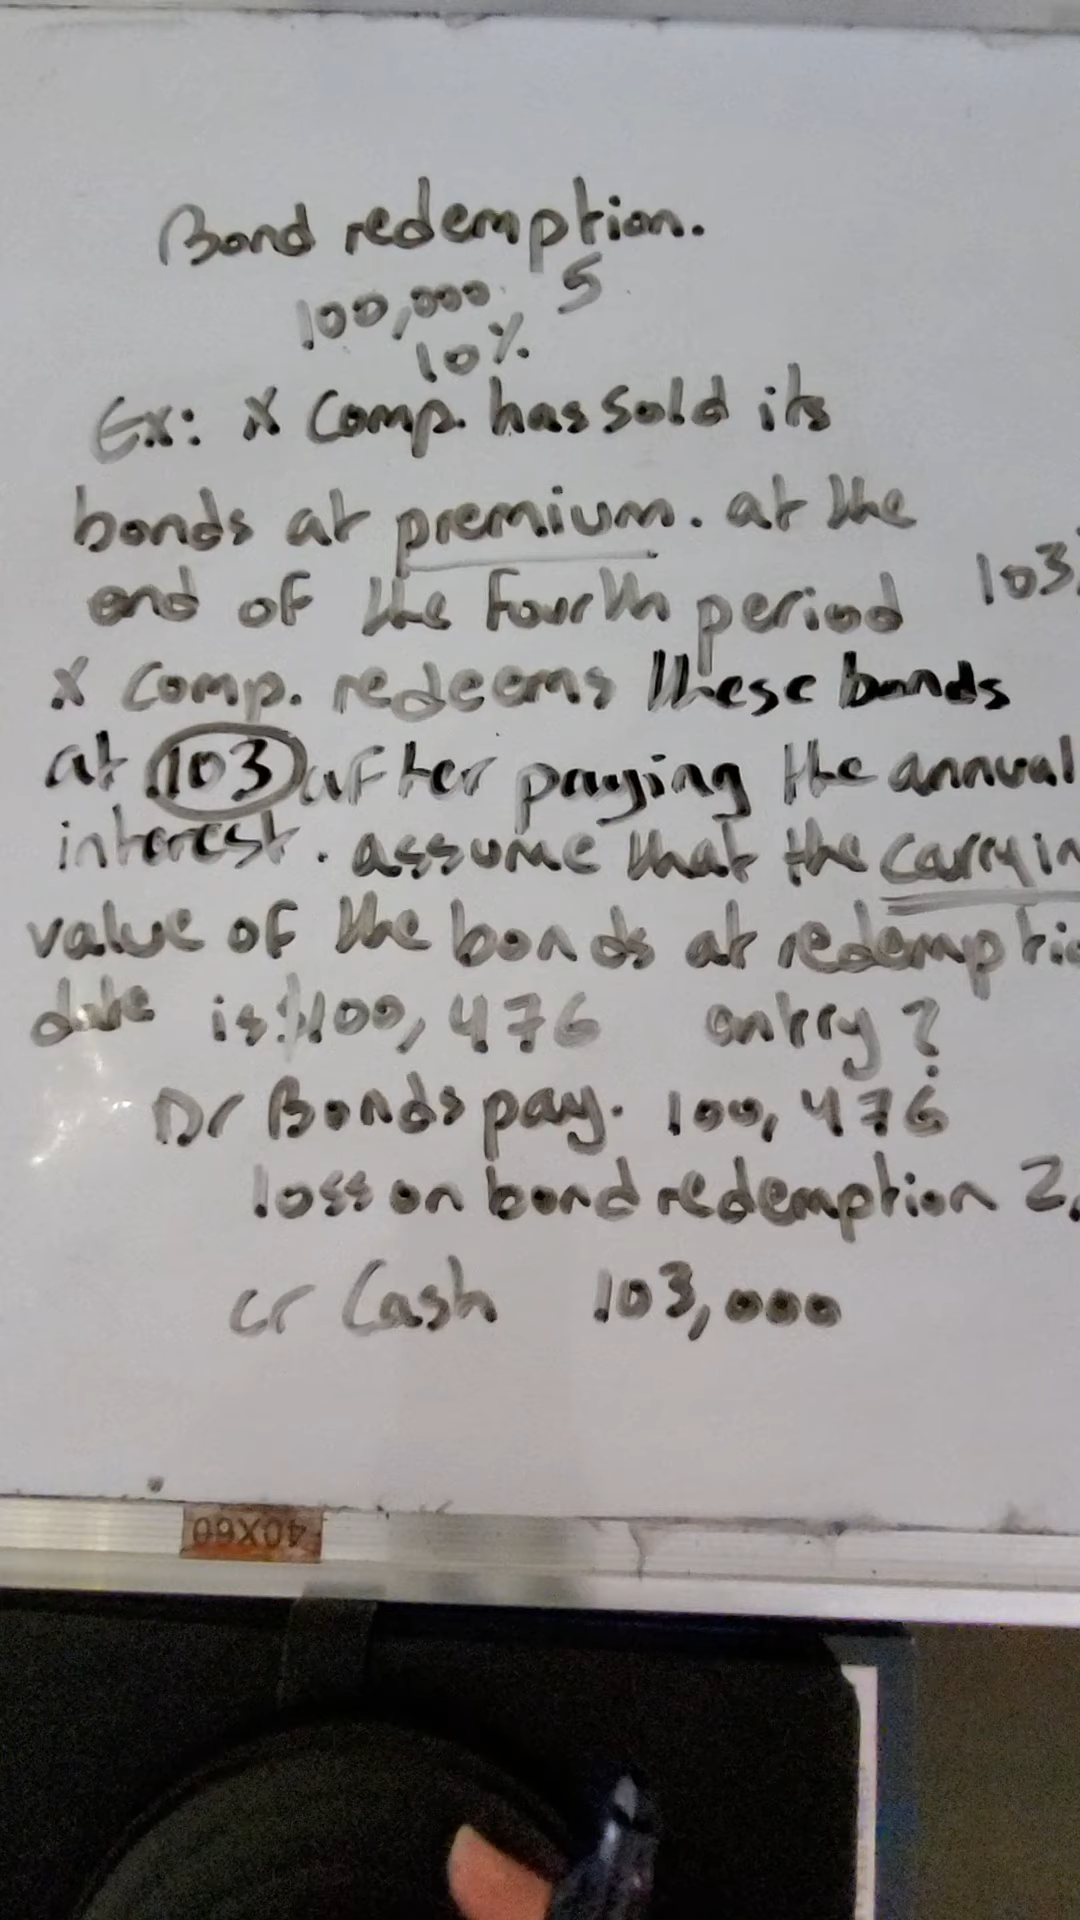 Bond redemption.
100,000 5
10%
Ex: X Comp. has sold its
bonds at premium. at the
end of the fourth period
103
X Comp. redeems these bonds
at 103 after paying the annual
interest. assume that the carryin
value of the bonds at redemptio
date is $100,476 entry?
Dr Bonds pay. 100,476
loss on bond redemption 2,
cr Cash 103,000
40X60